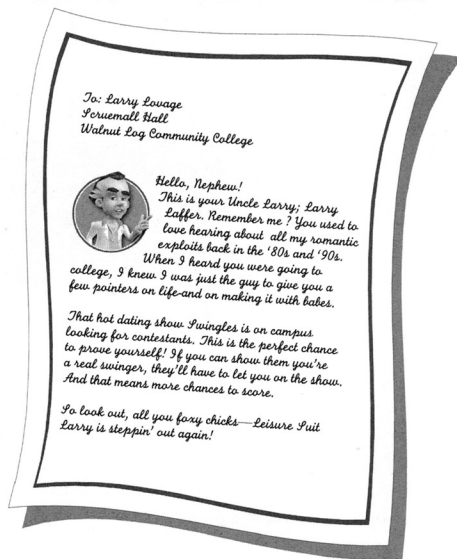 To: Larry Lovage
Scruemall Hall
Walnut Log Community College
Hello, Nephew!
This is your Uncle Larry; Larry
Laffer. Remember me ? You used to
love hearing about all my romantic
exploits back in the '80s and '90s.
When I heard you were going to
college, I knew I was just the guy to give you a
few pointers on life-and on making it with babes.
That hot dating show Swingles is on campus
looking for contestants. This is the perfect chance
to prove yourself! If you can show them you're
a real swinger, they'll have to let you on the show.
And that means more chances to score.
So look out, all you foxy chicks—Leisure Suit
Larry is steppin' out again!